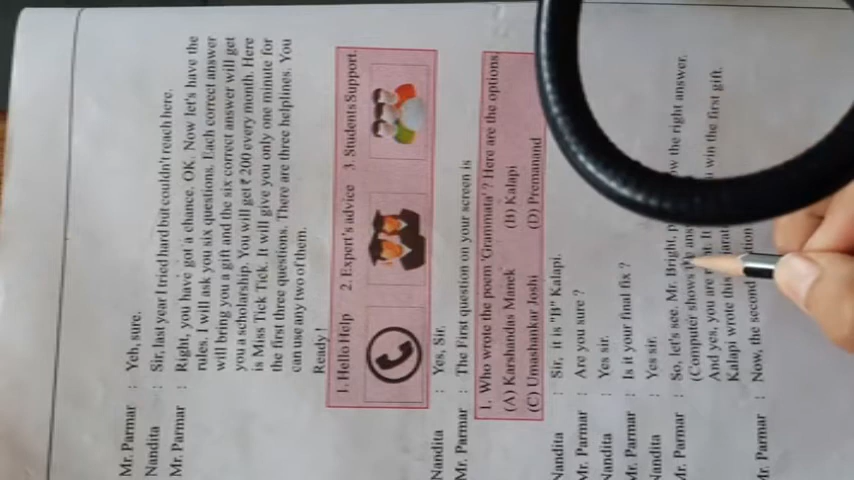 Mr. Parmar : Yeh, sure.
Nandita : Sir, last year I tried hard but couldn't reach here.
Mr. Parmar : Right, you have got a chance. OK, Now let's have the
rules. I will ask you six questions. Each correct answer
will bring you a gift and the six correct answer will get
you a scholarship. You will get ₹ 200 every month. Here
is Miss Tick Tick. It will give you only one minute for
the first three questions. There are three helplines. You
can use any two of them.
Ready!
1. Hello Help 2. Expert's advice 3. Students Support.
Nandita : Yes, Sir.
Mr. Parmar : The First question on your screen is
1. Who wrote the poem 'Grammata'? Here are the options
(A) Karshandas Manek (B) Kalapi
(C) Umashankar Joshi (D) Premanand
Nandita : Sir, it is "B" Kalapi.
Mr. Parmar : Are you sure ?
Nandita : Yes sir.
Mr. Parmar : Is it your final fix ?
Nandita : Yes sir.
Mr. Parmar : So, let's see. Mr. Bright, the right answer.
(Computer shows
And yes, you are win the first gift.
Kalapi wrote this
Mr. Parmar : Now, the second